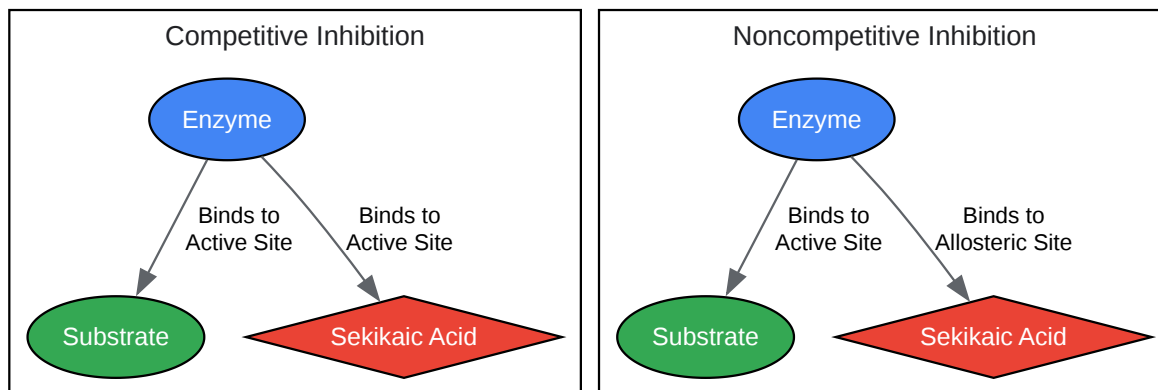 Competitive Inhibition
Enzyme
Binds to
Active Site
Binds to
Active Site
Substrate
Sekikaic Acid
Noncompetitive Inhibition
Enzyme
Binds to
Active Site
Binds to
Allosteric Site
Substrate
Sekikaic Acid